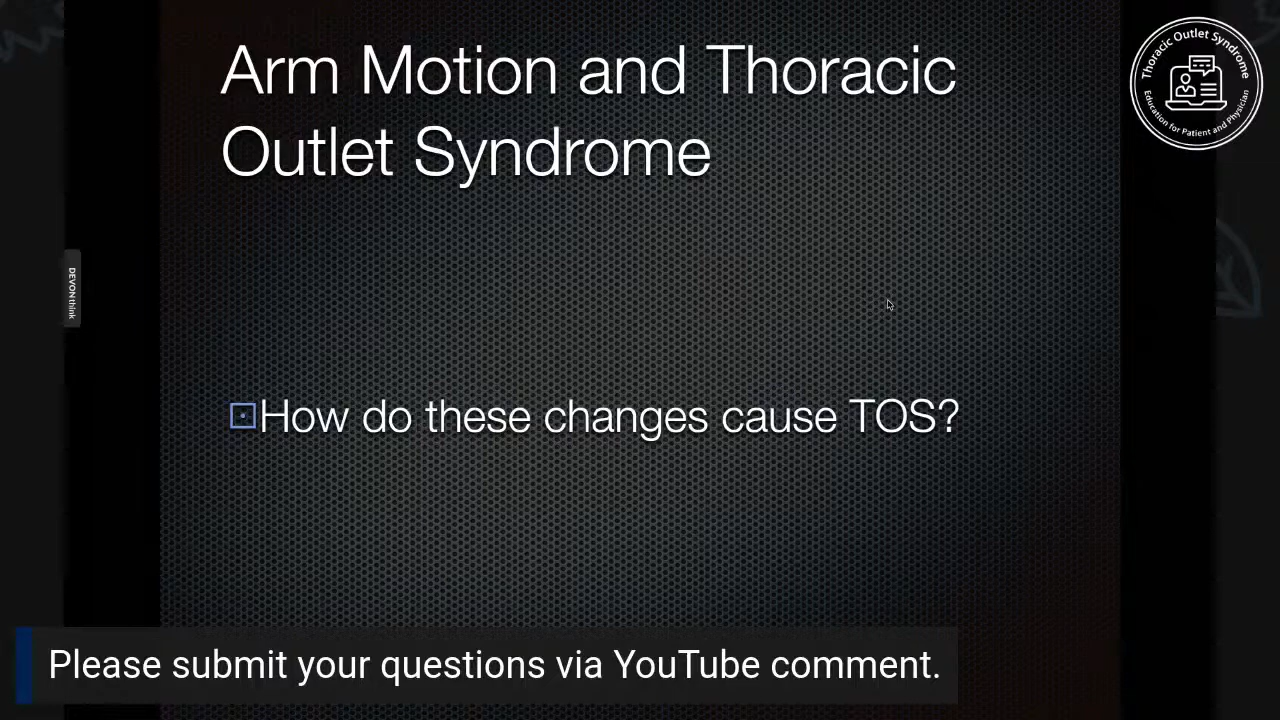 Arm Motion and Thoracic
Outlet Syndrome
Thoracic Outlet Syndrome
Education for Patient and Physician
DEVONthink
How do these changes cause TOS?
Please submit your questions via YouTube comment.